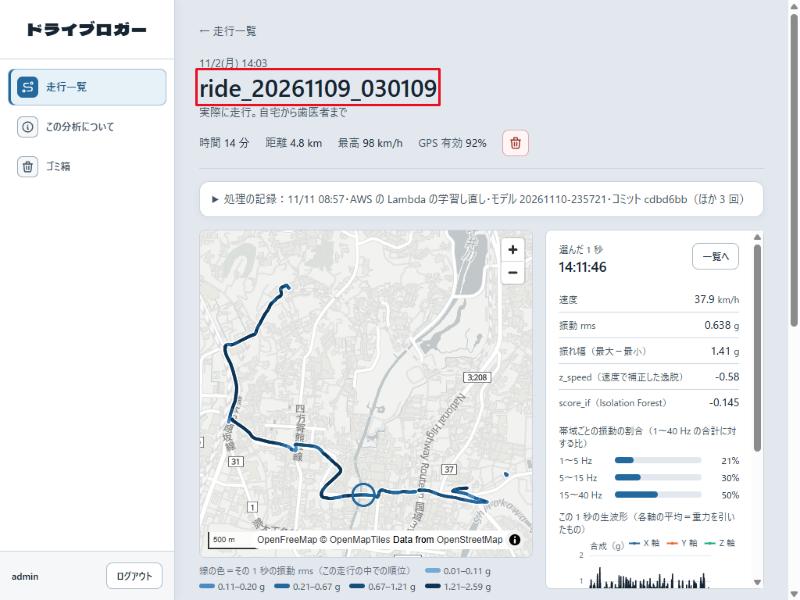 ドライブロガー
走行一覧
この分析について
ゴミ箱
admin
ログアウト
← 走行一覧
11/2(月) 14:03
ride_20261109_030109
実際に走行。自宅から歯医者まで
時間 14 分 距離 4.8 km 最高 98 km/h GPS 有効 92%
▶ 処理の記録：11/11 08:57・AWS の Lambda の学習し直し・モデル 20261110-235721・コミット cdbd6bb（ほか 3 回）
+
−
3,208
四方寄熊本線
National Highway Route
31
37
1
500 m
OpenFreeMap © OpenMapTiles Data from OpenStreetMap
線の色＝その 1 秒の振動 rms（この走行の中での順位） 0.01–0.11 g
0.11–0.20 g 0.21–0.67 g 0.67–1.21 g 1.21–2.59 g
選んだ 1 秒
14:11:46
一覧へ
速度 37.9 km/h
振動 rms 0.638 g
振れ幅（最大－最小） 1.41 g
z_speed（速度で補正した逸脱） -0.58
score_if（Isolation Forest） -0.145
帯域ごとの振動の割合（1〜40 Hz の合計に対
する比）
1〜5 Hz 21%
5〜15 Hz 30%
15〜40 Hz 50%
この 1 秒の生波形（各軸の平均＝重力を引い
たもの）
合成（g） X 軸 Y 軸 Z 軸
2
1